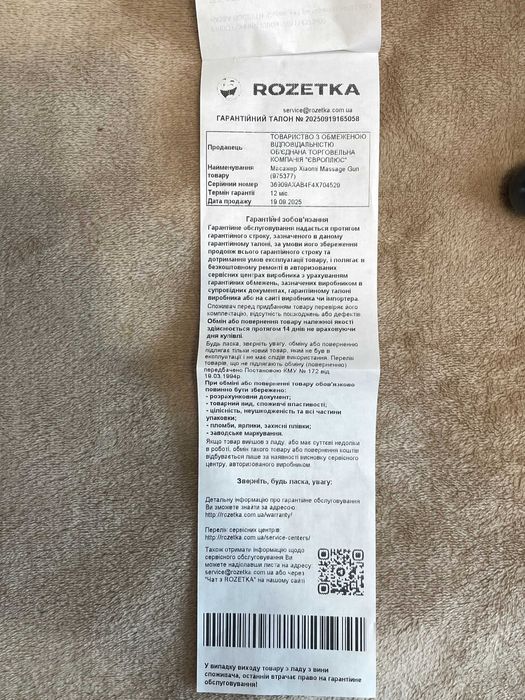 ROZETKA
service@rozetka.com.ua
ГАРАНТІЙНИЙ ТАЛОН № 20250919165058
Продавець
ТОВАРИСТВО З ОБМЕЖЕНОЮ
ВІДПОВІДАЛЬНІСТЮ
ОБ'ЄДНАНА ТОРГОВЕЛЬНА
КОМПАНІЯ "ЄВРОПЛЮС"
Найменування товару
Масажер Xiaomi Massage Gun
(975377)
Серійний номер 36909AXAB4F4X704529
Термін гарантії 12 міс.
Дата продажу 19.09.2025
Гарантійні зобов'язання
Гарантійне обслуговування надається протягом
гарантійного строку, зазначеного в даному
гарантійному талоні, за умови його збереження
продовж всього гарантійного строку та
дотримання умов експлуатації товару, і полягає в
безкоштовному ремонті в авторизованих
сервісних центрах виробника з урахуванням
гарантійних обмежень, зазначених виробником в
супровідних документах, гарантійному талоні
виробника або на сайті виробника чи імпортера.
Споживач перед придбанням товару перевіряє його
комплектацію, відсутність пошкоджень або дефектів.
Обмін або повернення товару належної якості
здійснюється протягом 14 днів не враховуючи
дня купівлі.
Будь ласка, зверніть увагу, обміну або поверненню
підлягає тільки новий товар, який не був в
експлуатації і не має слідів використання. Перелік
товарів, що не підлягають обміну (поверненню)
передбачено Постановою КМУ № 172 від
19.03.1994р.
При обміні або поверненні товару обов'язково
повинно бути збережено:
- розрахунковий документ;
- товарний вид, споживчі властивості;
- цілісність, неушкодженість та всі частини
упаковки;
- пломби, ярлики, захисні плівки;
- заводське маркування.
Якщо товар вийшов з ладу, або має суттєві недоліки
в роботі, обмін такого товару або повернення коштів
відбувається лише за наявності висновку сервісного
центру, авторизованого виробником.
Зверніть, будь ласка, увагу:
Детальну інформацію про гарантійне обслуговування
Ви зможете знайти за адресою:
http://rozetka.com.ua/warranty/
Перелік сервісних центрів
http://rozetka.com.ua/service-centers/
Також отримати інформацію щодо
сервісного обслуговування Ви
можете надіславши листа на адресу:
service@rozetka.com.ua або через
"Чат з ROZETKA" на нашому сайті
У випадку виходу товару з ладу з вини
споживача, останній втрачає право на гарантійне
обслуговування!